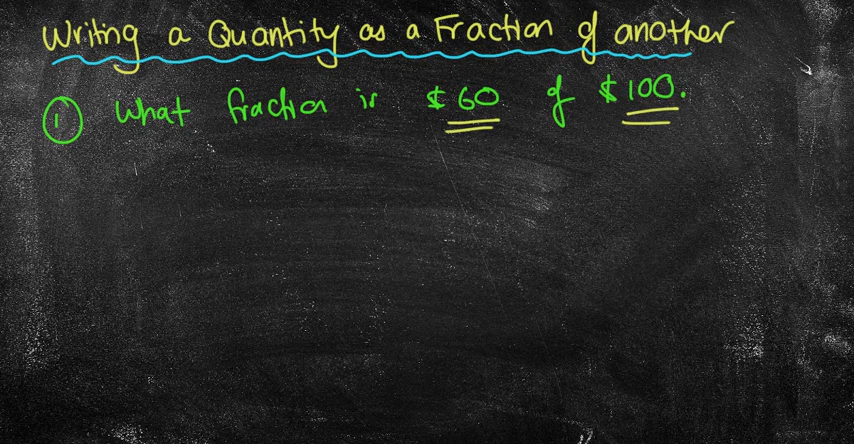 Writing a Quantity as a Fraction of another
1 What fraction is $60 of $100.